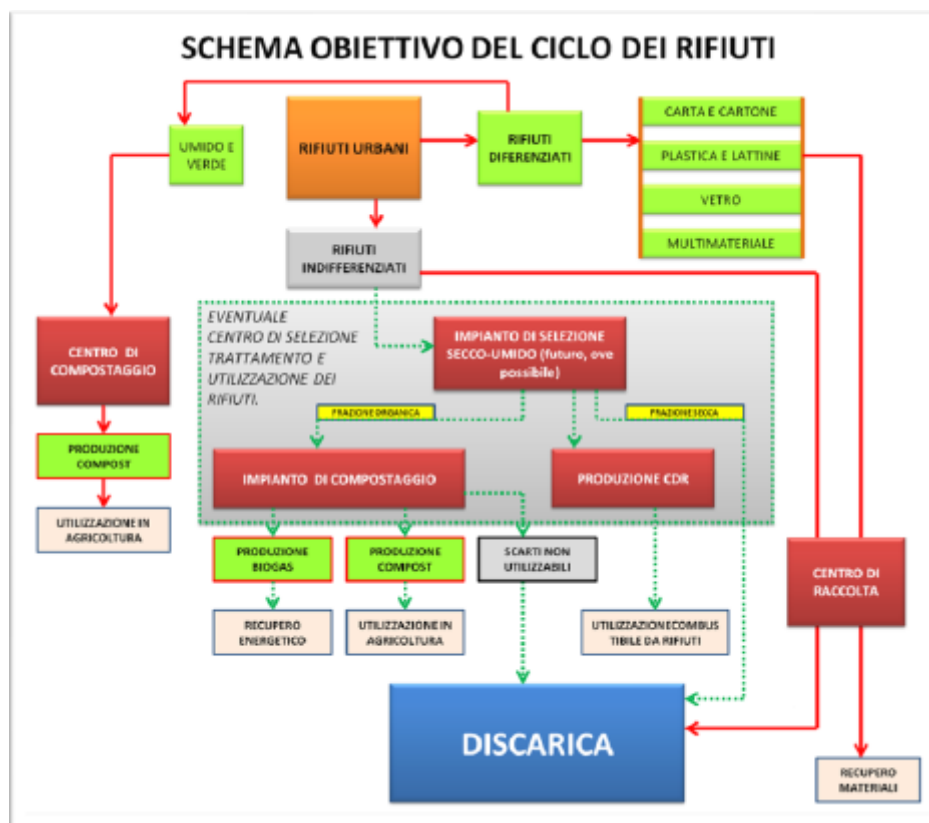 SCHEMA OBIETTIVO DEL CICLO DEI RIFIUTI
UMIDO E
VERDE
RIFIUTI URBANI
RIFIUTI
DIFERENZIATI
CARTA E CARTONE
PLASTICA E LATTINE
VETRO
MULTIMATERIALE
RIFIUTI
INDIFFERENZIATI
EVENTUALE
CENTRO DI SELEZIONE
TRATTAMENTO E
UTILIZZAZIONE DEI
RIFIUTI.
IMPIANTO DI SELEZIONE
SECCO-UMIDO (future, ove
possibile)
CENTRO DI
COMPOSTAGGIO
FRAZIONE ORGANICA
FRAZIONE SECCA
PRODUZIONE
COMPOST
IMPIANTO DI COMPOSTAGGIO
PRODUZIONE CDR
UTILIZZAZIONE IN
AGRICOLTURA
PRODUZIONE
BIOGAS
PRODUZIONE
COMPOST
SCARTI NON
UTILIZZABILI
CENTRO DI
RACCOLTA
RECUPERO
ENERGETICO
UTILIZZAZIONE IN
AGRICOLTURA
UTILIZZAZIONE COMBUS
TIBILE DA RIFIUTI
DISCARICA
RECUPERO
MATERIALI